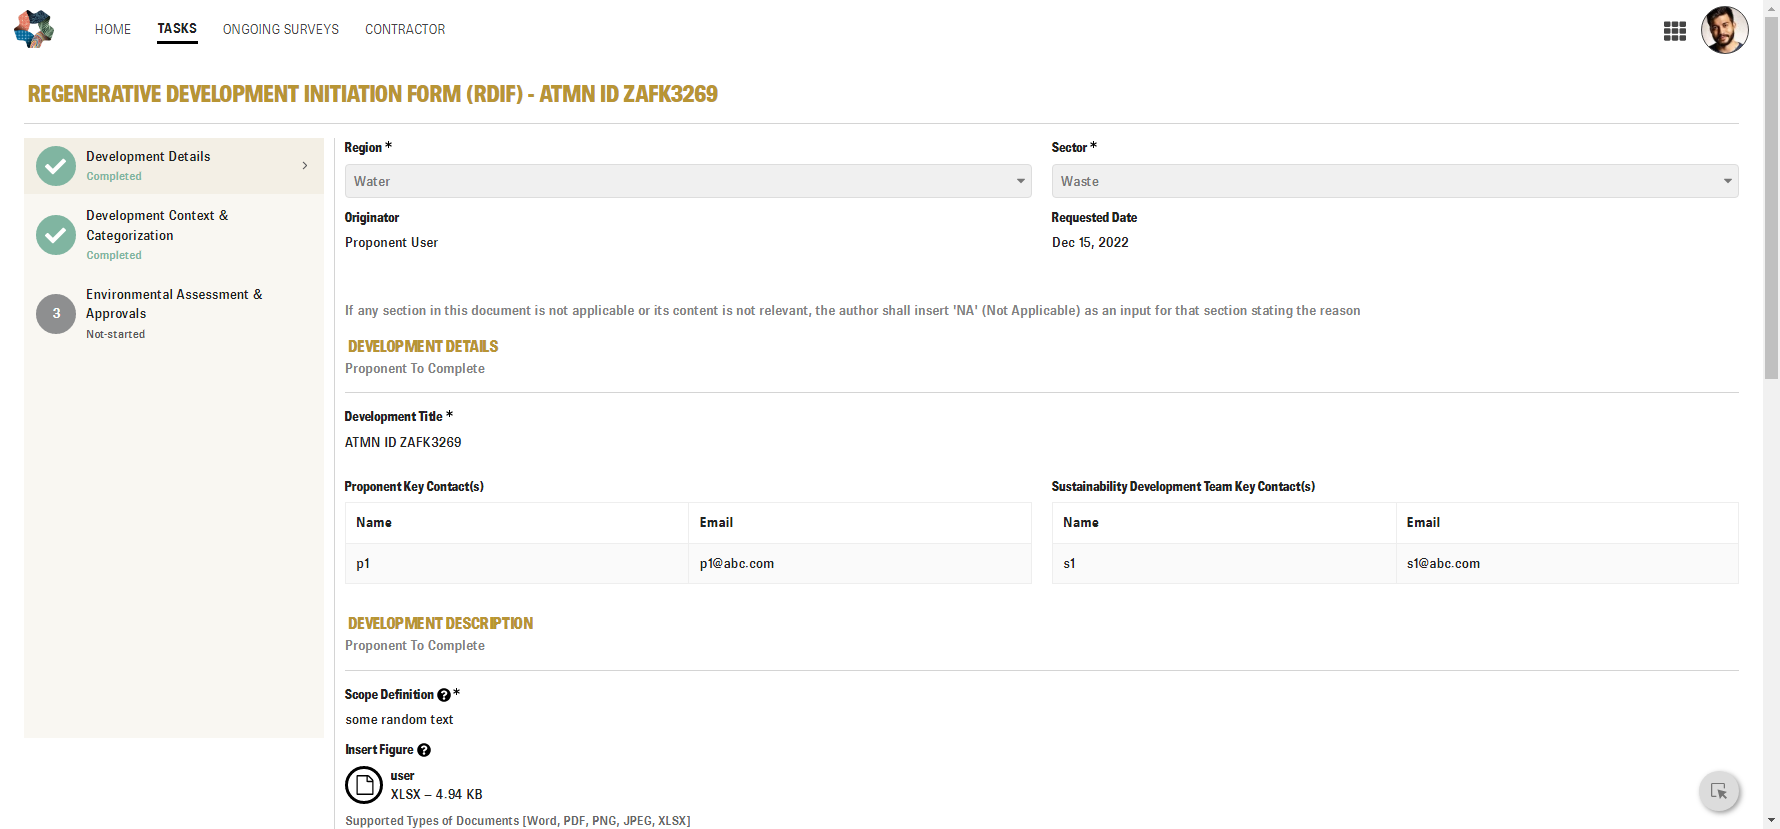 HOME
TASKS
ONGOING SURVEYS
CONTRACTOR
REGENERATIVE DEVELOPMENT INITIATION FORM (RDIF) - ATMN ID ZAFK3269
Development Details
Completed
Development Context &
Categorization
Completed
3
Environmental Assessment &
Approvals
Not-started
Region *
Water
Sector *
Waste
Originator
Proponent User
Requested Date
Dec 15, 2022
If any section in this document is not applicable or its content is not relevant, the author shall insert 'NA' (Not Applicable) as an input for that section stating the reason
DEVELOPMENT DETAILS
Proponent To Complete
Development Title *
ATMN ID ZAFK3269
Proponent Key Contact(s)
Name
Email
p1
p1@abc.com
Sustainability Development Team Key Contact(s)
Name
Email
s1
s1@abc.com
DEVELOPMENT DESCRIPTION
Proponent To Complete
Scope Definition ? *
some random text
Insert Figure ?
user
XLSX – 4.94 KB
Supported Types of Documents [Word, PDF, PNG, JPEG, XLSX]